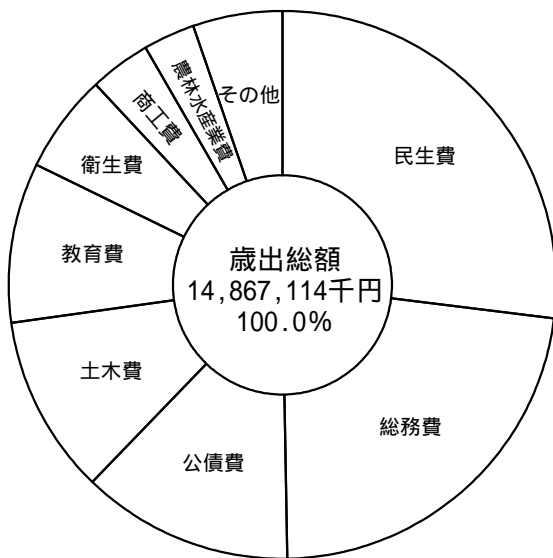 民生費
総務費
公債費
土木費
教育費
衛生費
商工費
農林水産業費
その他
歳出総額
14,867,114千円
100.0%